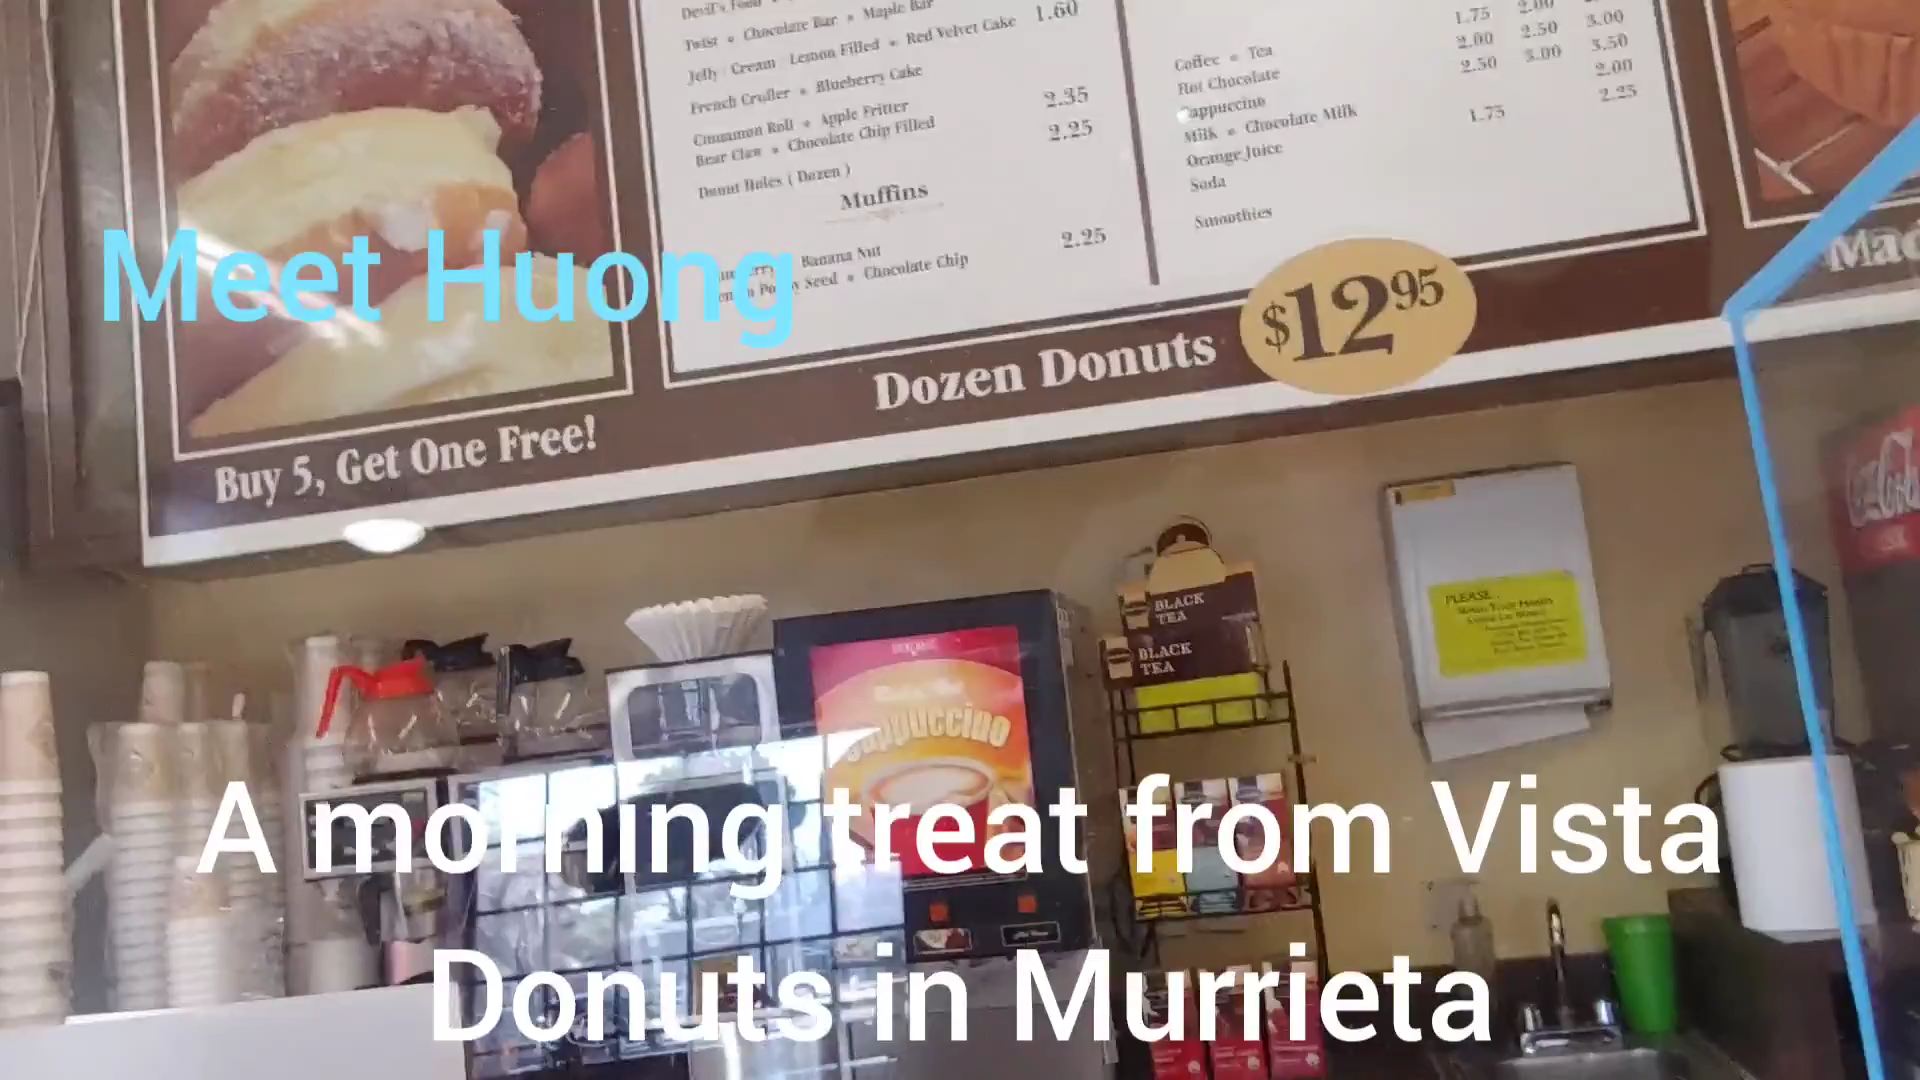 Devil's Food
Twist • Chocolate Bar • Maple Bar
1.60
Jelly Cream Lemon Filled • Red Velvet Cake
French Cruller • Blueberry Cake
Cinnamon Roll • Apple Fritter
2.35
Bear Claw • Chocolate Chip Filled
2.25
Donut Holes ( Dozen )
Muffins
Banana Nut
2.25
Seed • Chocolate Chip
1.75 2.00
2.00 2.50 3.00
2.50 3.00 3.50
2.00
1.75 2.25
Coffee • Tea
Hot Chocolate
Cappuccino
Milk • Chocolate Milk
Orange Juice
Soda
Smoothies
Meet Huong
Dozen Donuts $12.95
Buy 5, Get One Free!
BLACK
TEA
BLACK
TEA
PLEASE
Cappuccino
A morning treat from Vista
Donuts in Murrieta